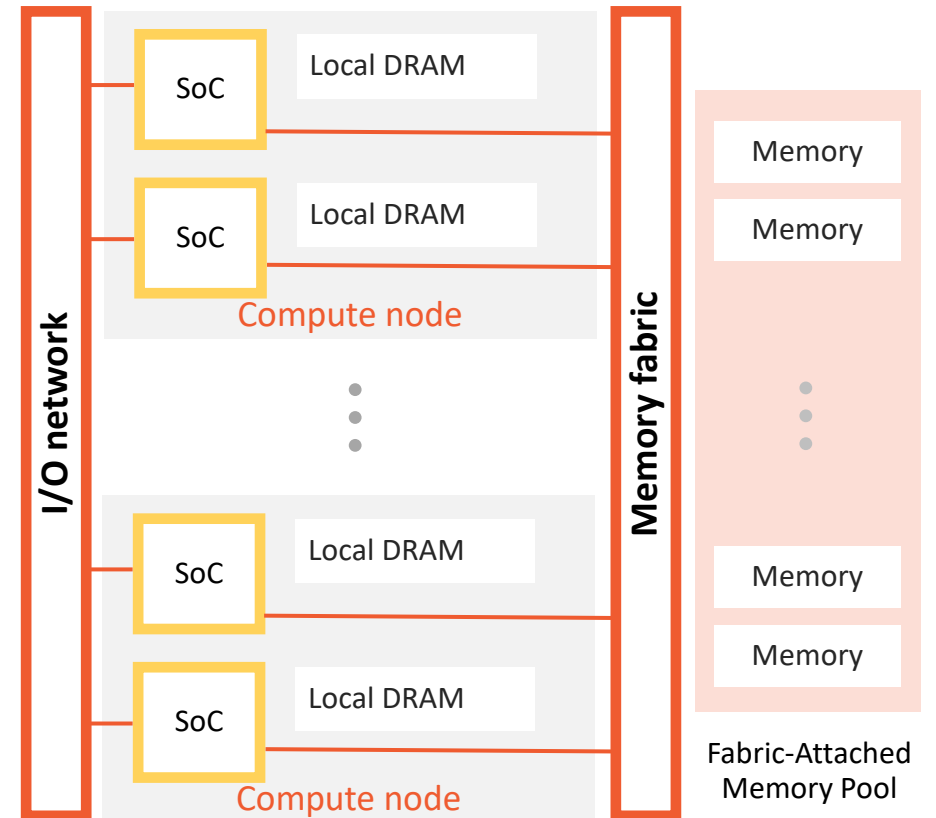 I/O network
SoC
Local DRAM
SoC
Local DRAM
Compute node
SoC
Local DRAM
SoC
Local DRAM
Compute node
Memory fabric
Memory
Memory
Memory
Memory
Fabric-Attached
Memory Pool